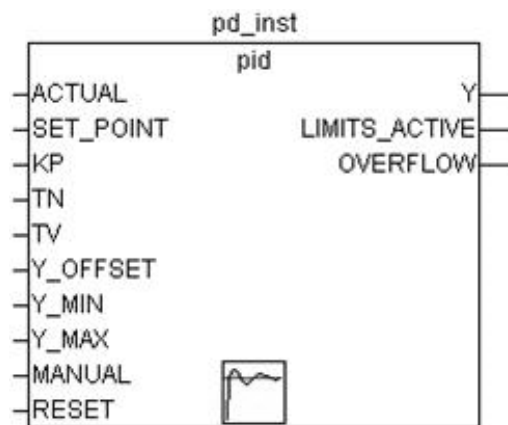 pd_inst
pid
ACTUAL Y
SET_POINT LIMITS_ACTIVE
KP OVERFLOW
TN
TV
Y_OFFSET
Y_MIN
Y_MAX
MANUAL
RESET